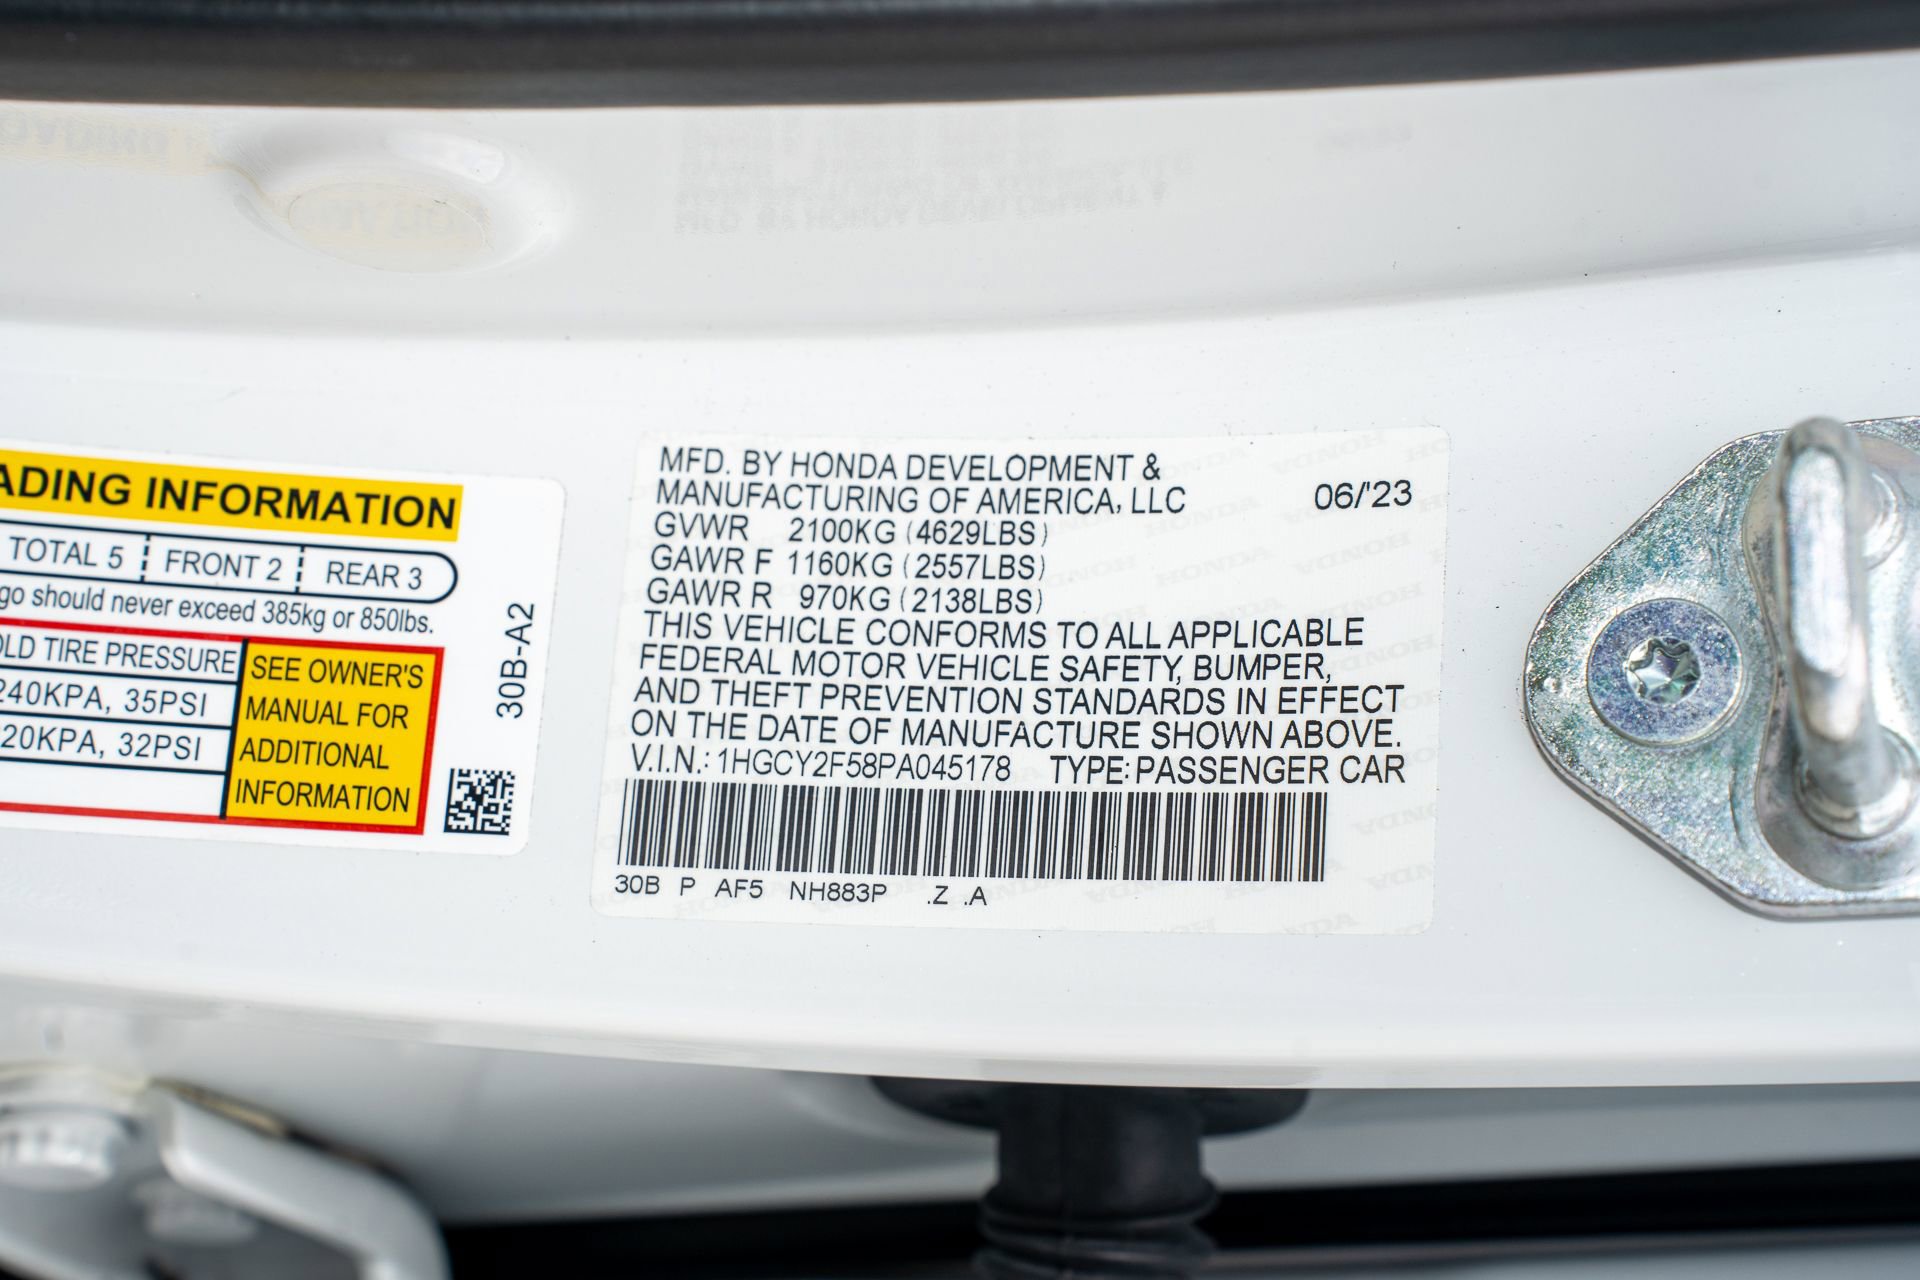 ADING INFORMATION
TOTAL 5 FRONT 2 REAR 3
go should never exceed 385kg or 850lbs.
OLD TIRE PRESSURE
240KPA, 35PSI
20KPA, 32PSI
SEE OWNER'S
MANUAL FOR
ADDITIONAL
INFORMATION
30B-A2
MFD. BY HONDA DEVELOPMENT &
MANUFACTURING OF AMERICA, LLC 06/'23
GVWR 2100KG (4629LBS)
GAWR F 1160KG (2557LBS)
GAWR R 970KG (2138LBS)
THIS VEHICLE CONFORMS TO ALL APPLICABLE
FEDERAL MOTOR VEHICLE SAFETY, BUMPER,
AND THEFT PREVENTION STANDARDS IN EFFECT
ON THE DATE OF MANUFACTURE SHOWN ABOVE.
V.I.N.: 1HGCY2F58PA045178 TYPE: PASSENGER CAR
30B P AF5 NH883P .Z .A